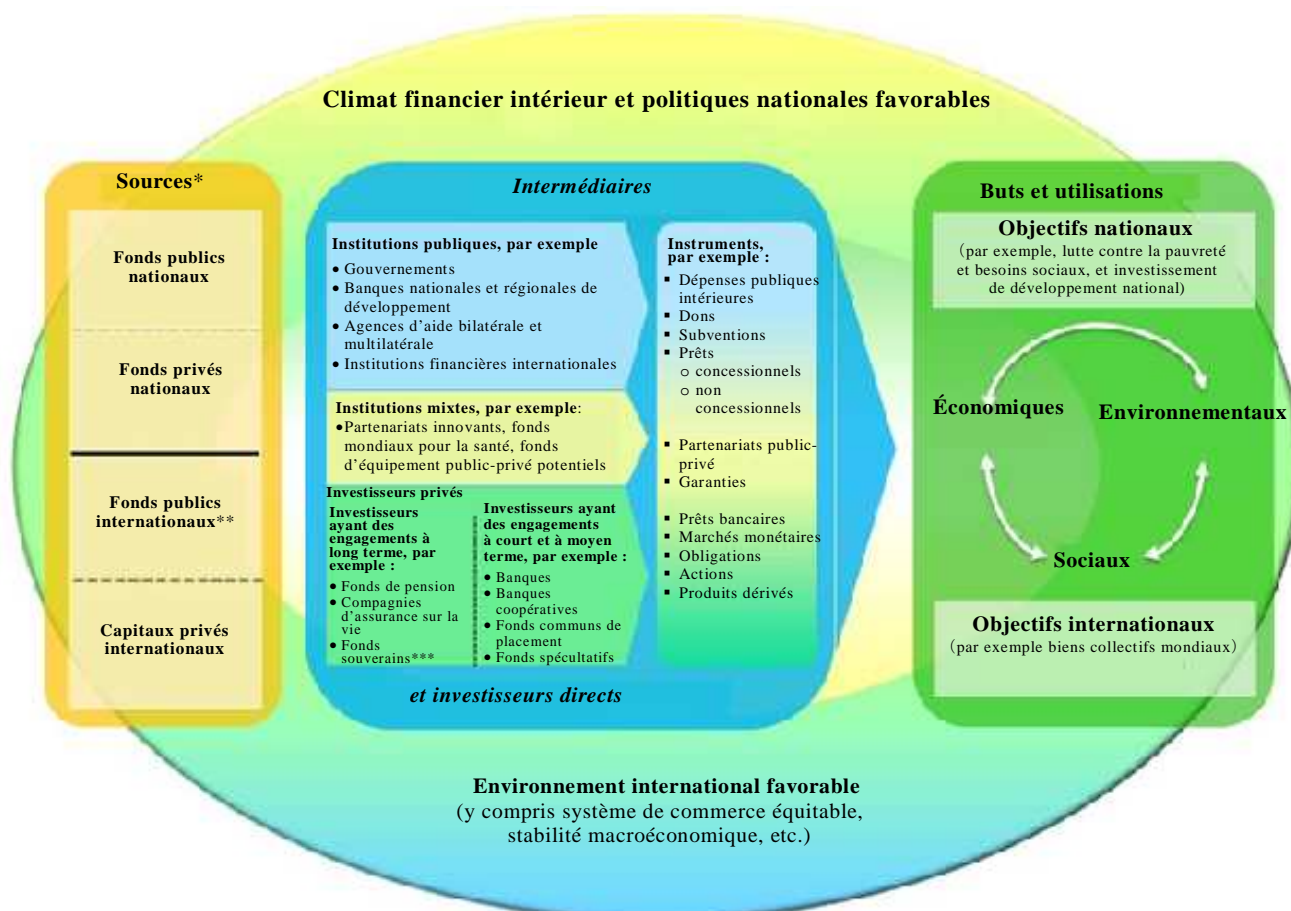 Climat financier intérieur et politiques nationales favorables
Sources*
Fonds publics
nationaux
Fonds privés
nationaux
Fonds publics
internationaux**
Capitaux privés
internationaux
Intermédiaires
Institutions publiques, par exemple
• Gouvernements
• Banques nationales et régionales de
développement
• Agences d’aide bilatérale et
multilatérale
• Institutions financières internationales
Institutions mixtes, par exemple:
•Partenariats innovants, fonds
mondiaux pour la santé, fonds
d’équipement public-privé potentiels
Investisseurs privés
Investisseurs
ayant des
engagements à
long terme, par
exemple :
• Fonds de pension
• Compagnies
d’assurance sur la
vie
• Fonds
souverains***
Investisseurs ayant
des engagements
à court et à moyen
terme, par exemple :
• Banques
• Banques
coopératives
• Fonds communs de
placement
• Fonds spécultatifs
Instruments,
par exemple :
▪ Dépenses publiques
intérieures
▪ Dons
▪ Subventions
▪ Prêts
o concessionnels
o non
concessionnels
▪ Partenariats public-
privé
▪ Garanties
▪ Prêts bancaires
▪ Marchés monétaires
▪ Obligations
▪ Actions
▪ Produits dérivés
et investisseurs directs
Buts et utilisations
Objectifs nationaux
(par exemple, lutte contre la pauvreté
et besoins sociaux, et investissement
de développement national)
Économiques
Environnementaux
Sociaux
Objectifs internationaux
(par exemple biens collectifs mondiaux)
Environnement international favorable
(y compris système de commerce équitable,
stabilité macroéconomique, etc.)